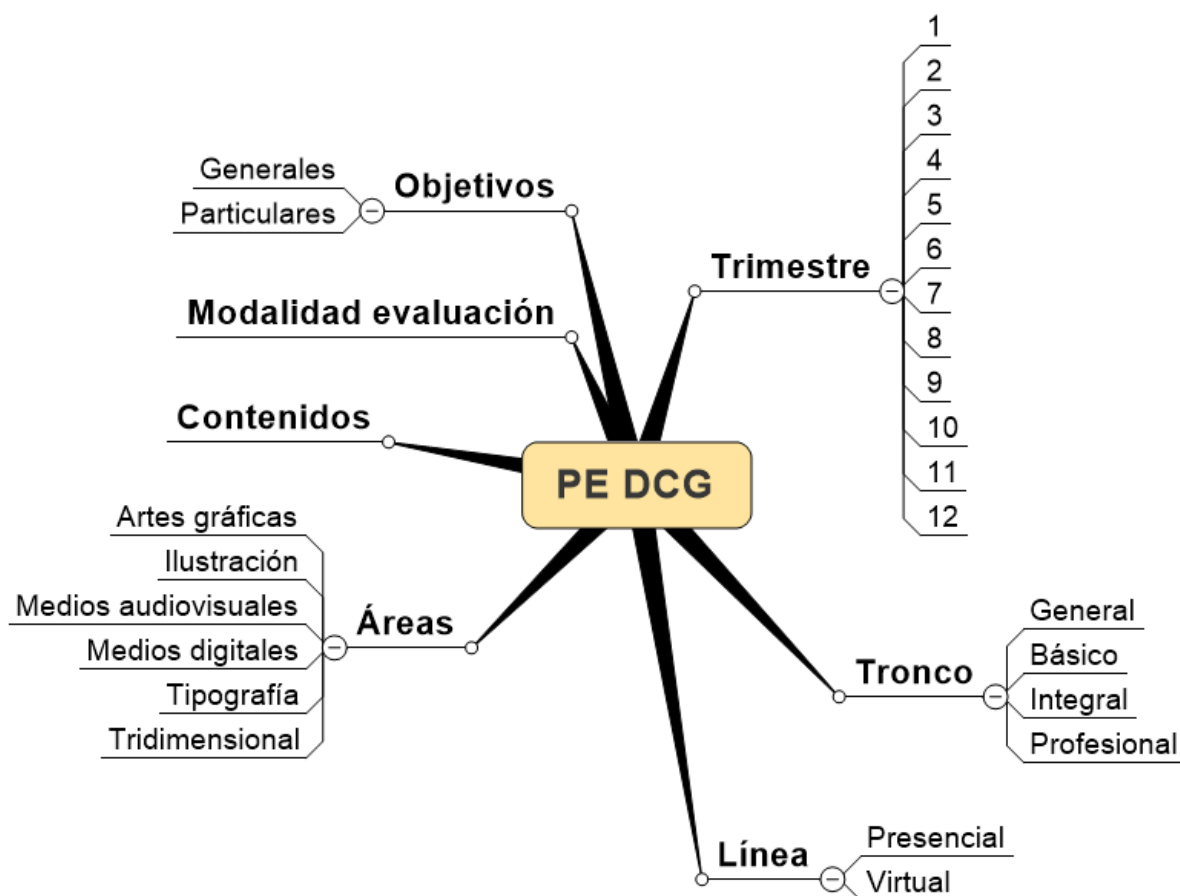 PE DCG
Objetivos
Generales
Particulares
Modalidad evaluación
Contenidos
Áreas
Artes gráficas
Ilustración
Medios audiovisuales
Medios digitales
Tipografía
Tridimensional
Trimestre
1
2
3
4
5
6
7
8
9
10
11
12
Tronco
General
Básico
Integral
Profesional
Línea
Presencial
Virtual